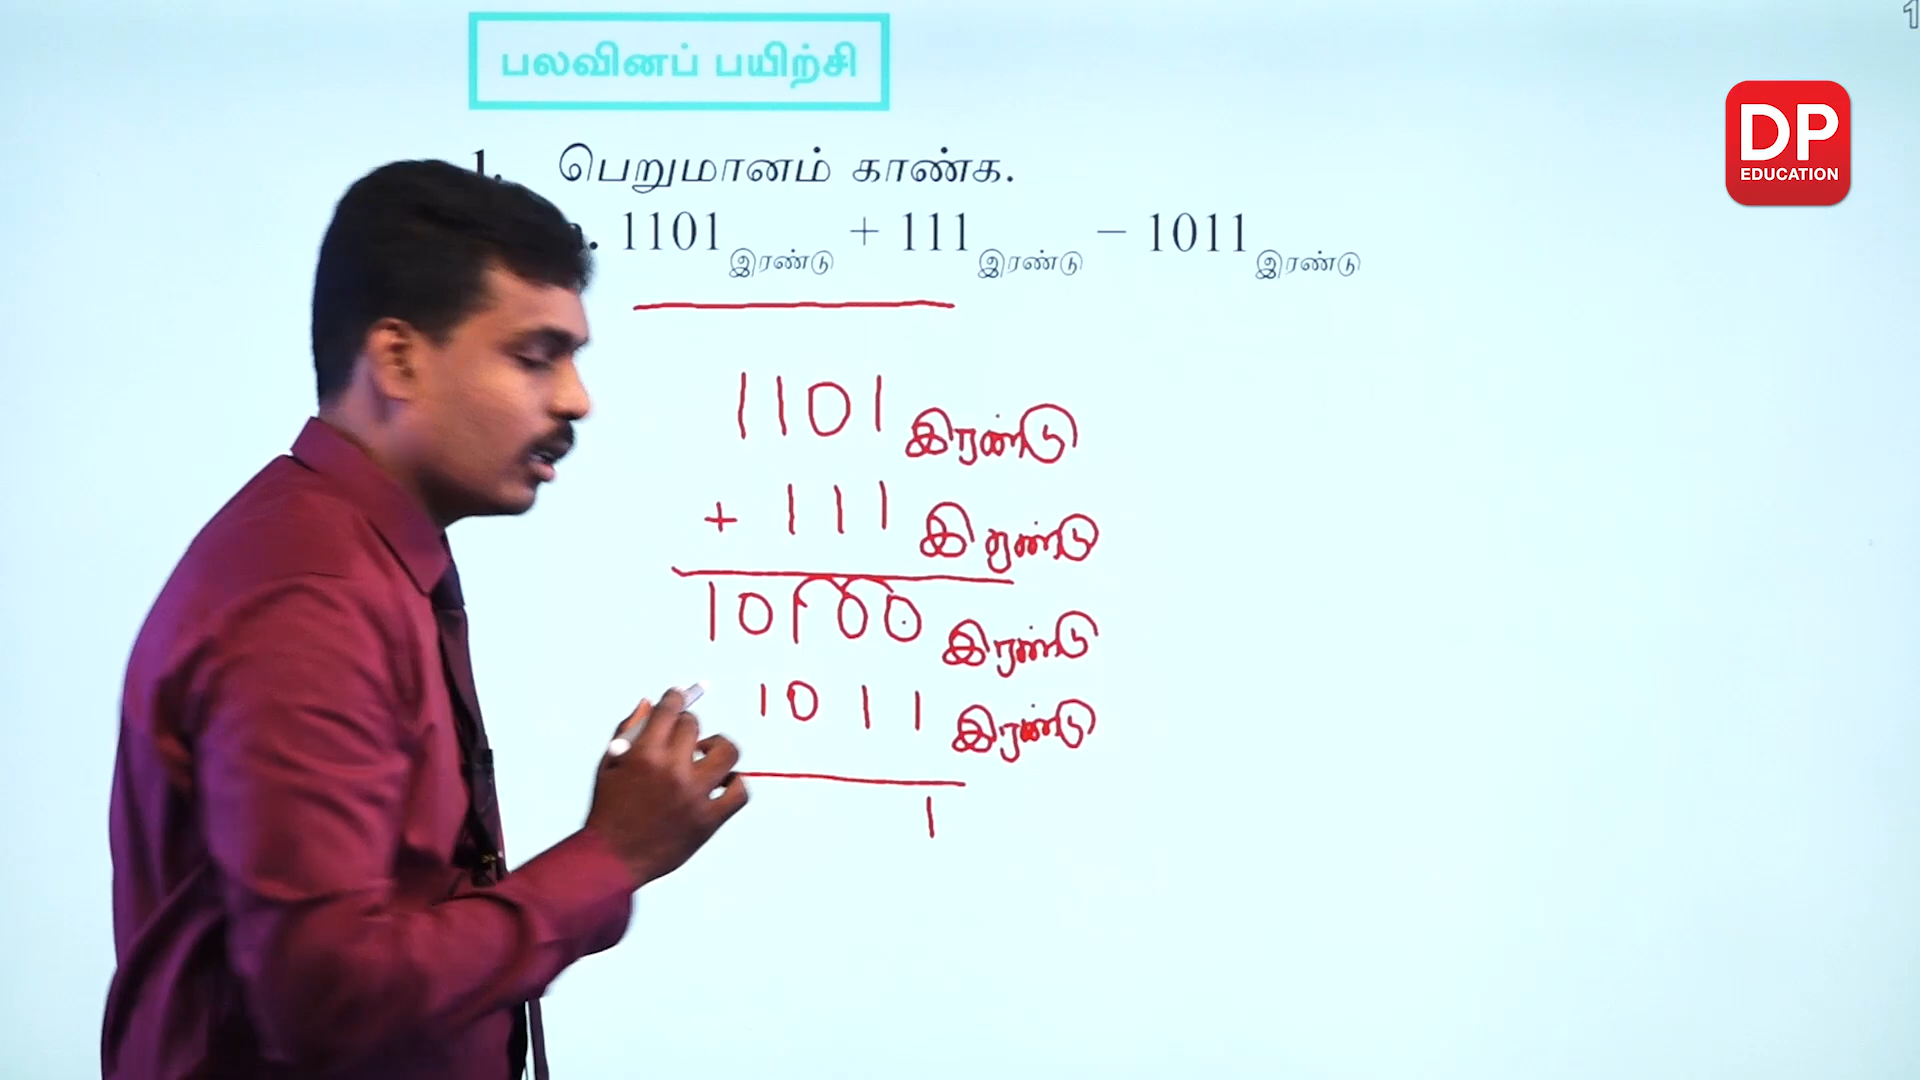 1
பலவினப் பயிற்சி
DP
EDUCATION
1. பெறுமானம் காண்க.
a. 1101இரண்டு + 111இரண்டு − 1011இரண்டு
1101 இரண்டு
+ 111 இரண்டு
10100 இரண்டு
1011 இரண்டு
1